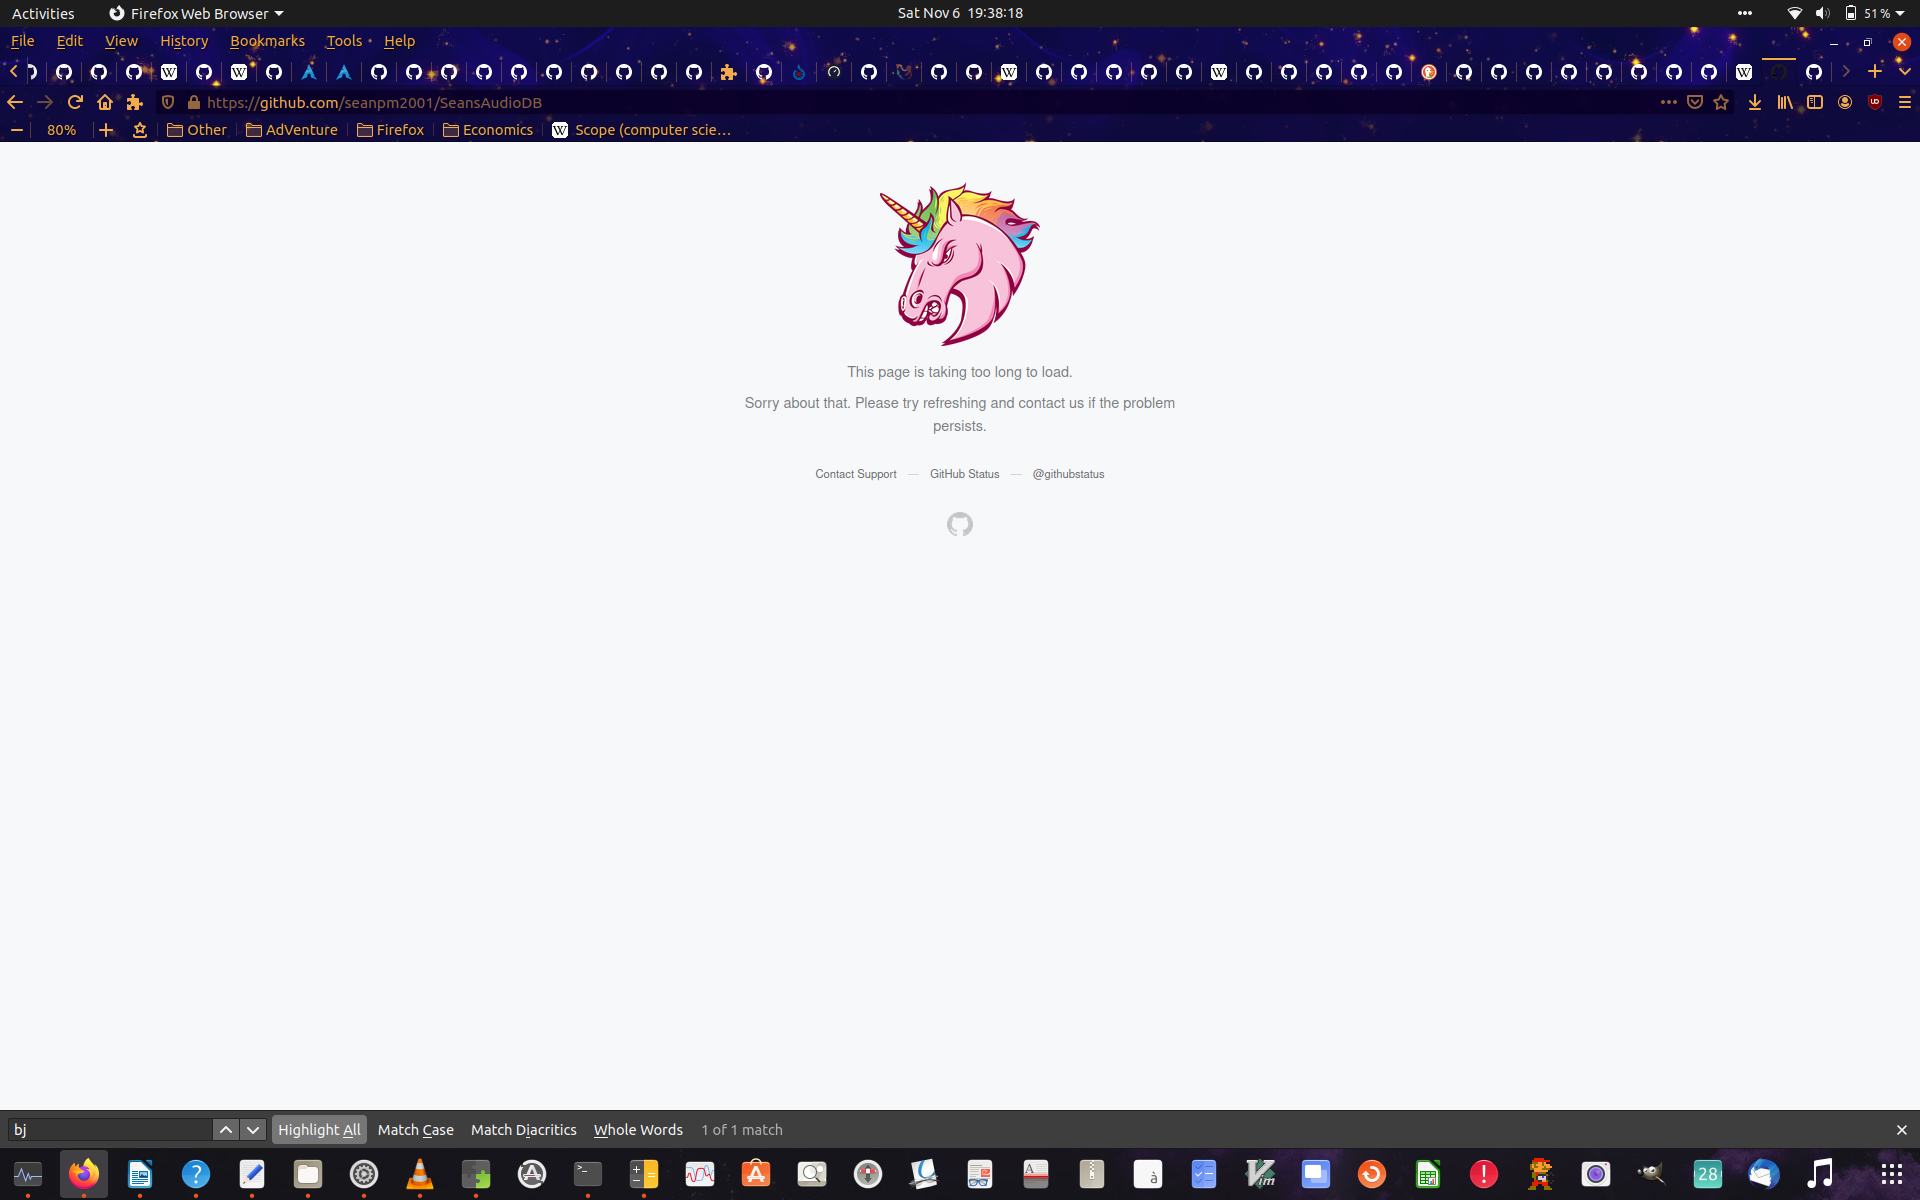 Activities Firefox Web Browser Sat Nov 6 19:38:18 51 %
File Edit View History Bookmarks Tools Help
https://github.com/seanpm2001/SeansAudioDB
80% Other AdVenture Firefox Economics Scope (computer scie…
This page is taking too long to load.
Sorry about that. Please try refreshing and contact us if the problem
persists.
Contact Support — GitHub Status — @githubstatus
bj Highlight All Match Case Match Diacritics Whole Words 1 of 1 match
28